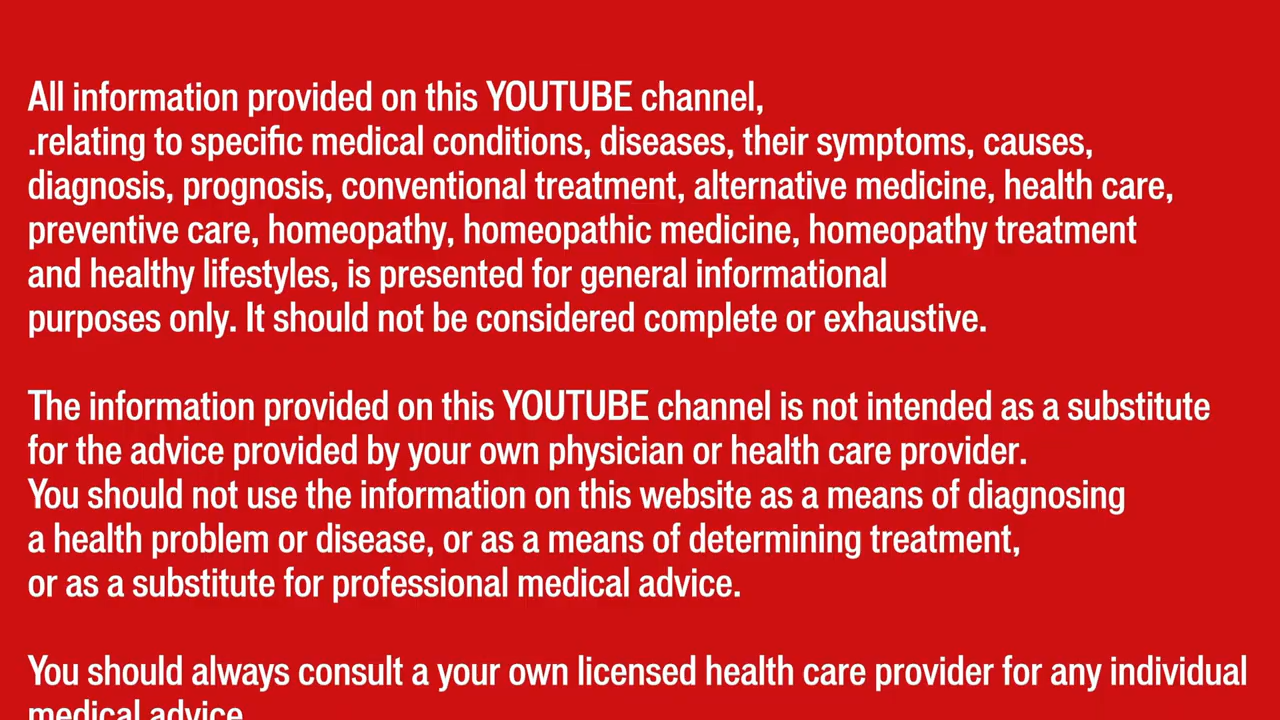 All information provided on this YOUTUBE channel,
.relating to specific medical conditions, diseases, their symptoms, causes,
diagnosis, prognosis, conventional treatment, alternative medicine, health care,
preventive care, homeopathy, homeopathic medicine, homeopathy treatment
and healthy lifestyles, is presented for general informational
purposes only. It should not be considered complete or exhaustive.
The information provided on this YOUTUBE channel is not intended as a substitute
for the advice provided by your own physician or health care provider.
You should not use the information on this website as a means of diagnosing
a health problem or disease, or as a means of determining treatment,
or as a substitute for professional medical advice.
You should always consult a your own licensed health care provider for any individual
medical advice